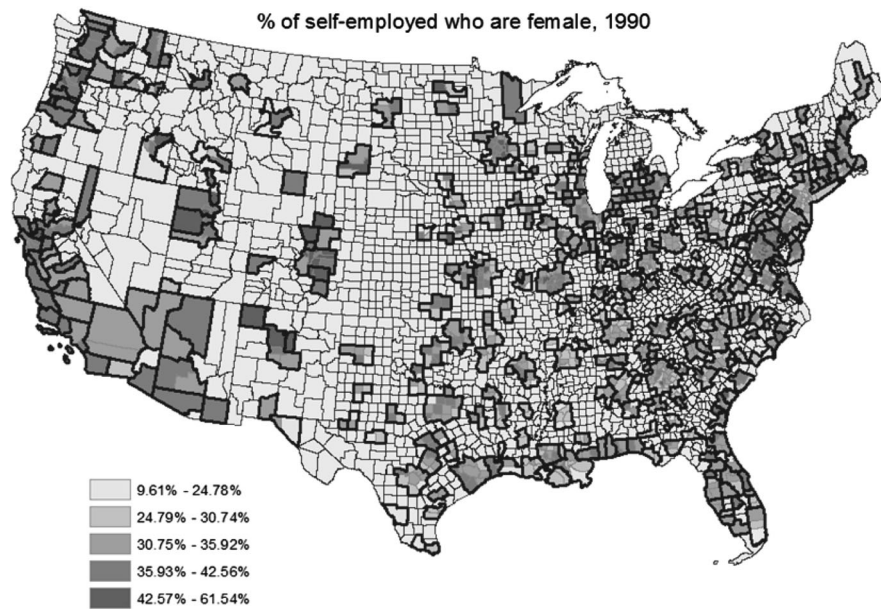 % of self-employed who are female, 1990
9.61% - 24.78%
24.79% - 30.74%
30.75% - 35.92%
35.93% - 42.56%
42.57% - 61.54%